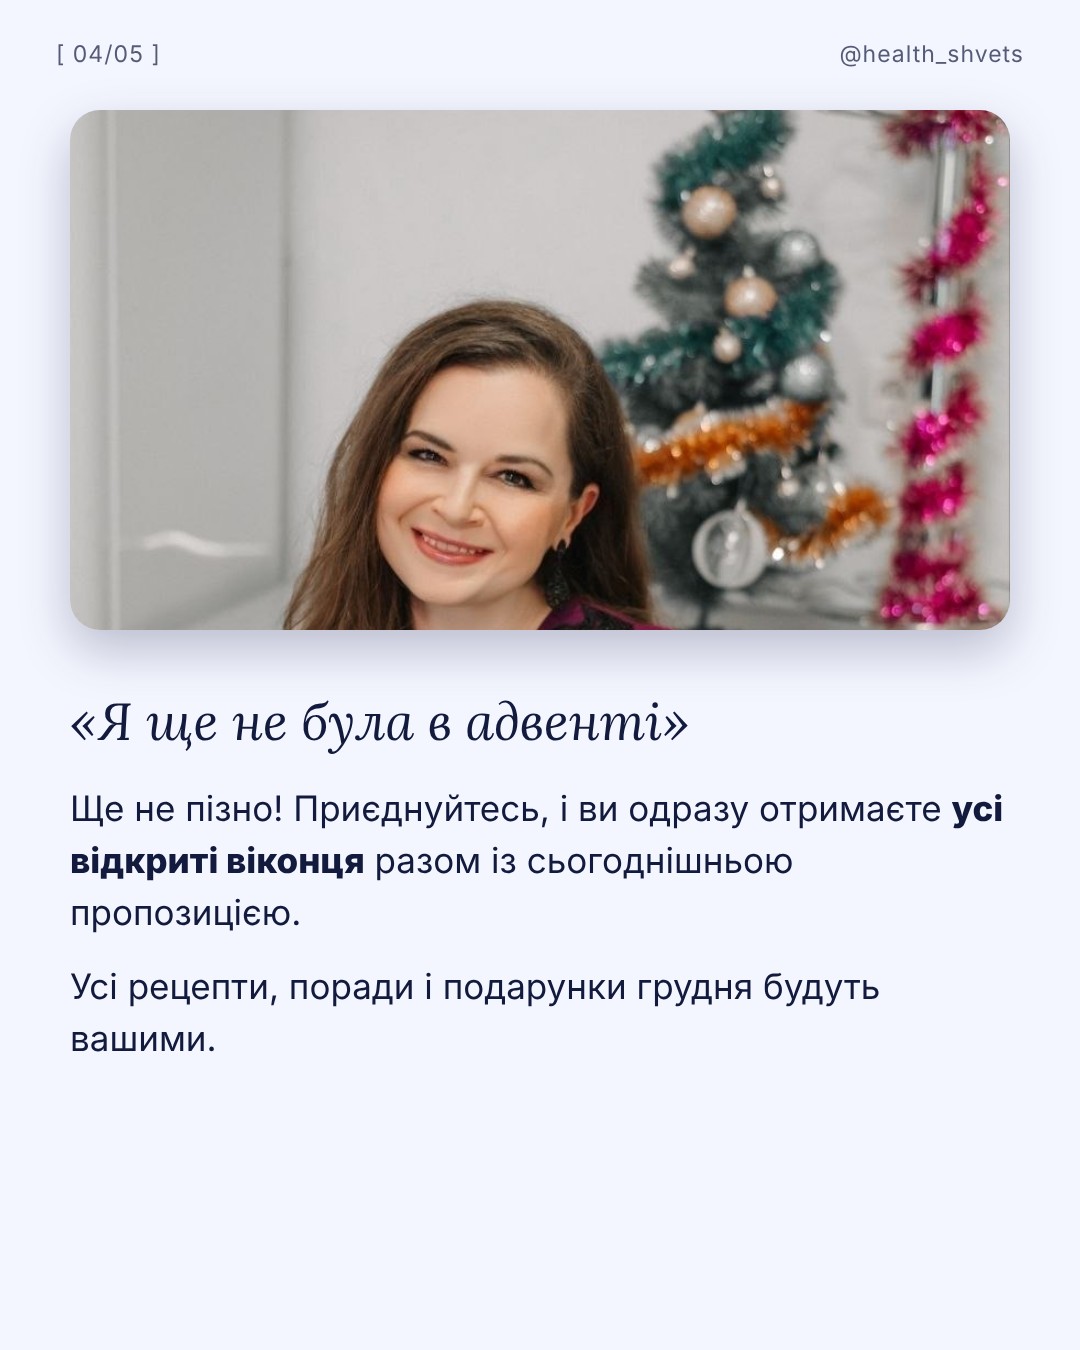 [ 04/05 ]
@health_shvets
«Я ще не була в адвенті»
Ще не пізно! Приєднуйтесь, і ви одразу отримаєте усі
відкриті віконця разом із сьогоднішньою
пропозицією.
Усі рецепти, поради і подарунки грудня будуть
вашими.